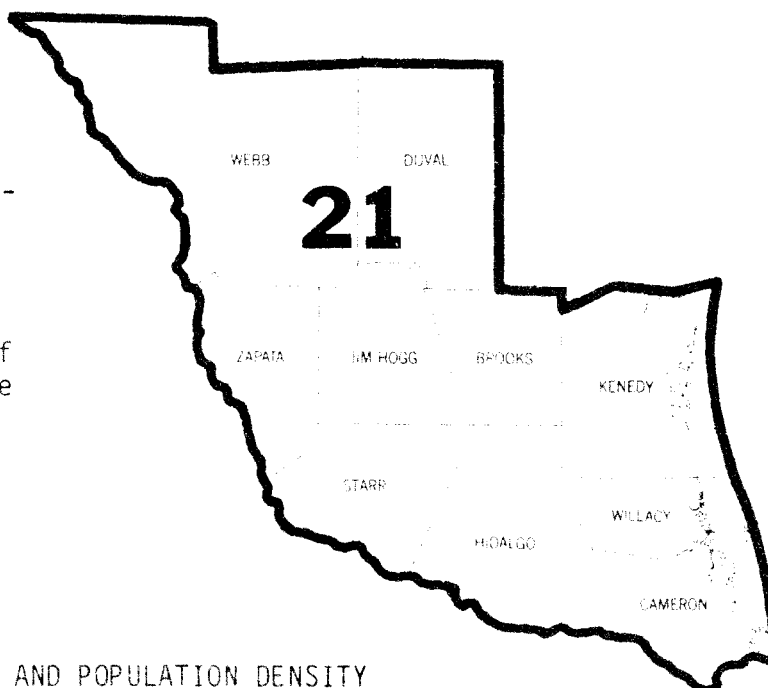 WEBB DUVAL
-
21
f
ZAPATA JIM HOGG BROOKS
e
KENEDY
STARR
WILLACY
HIDALGO
CAMERON
AND POPULATION DENSITY